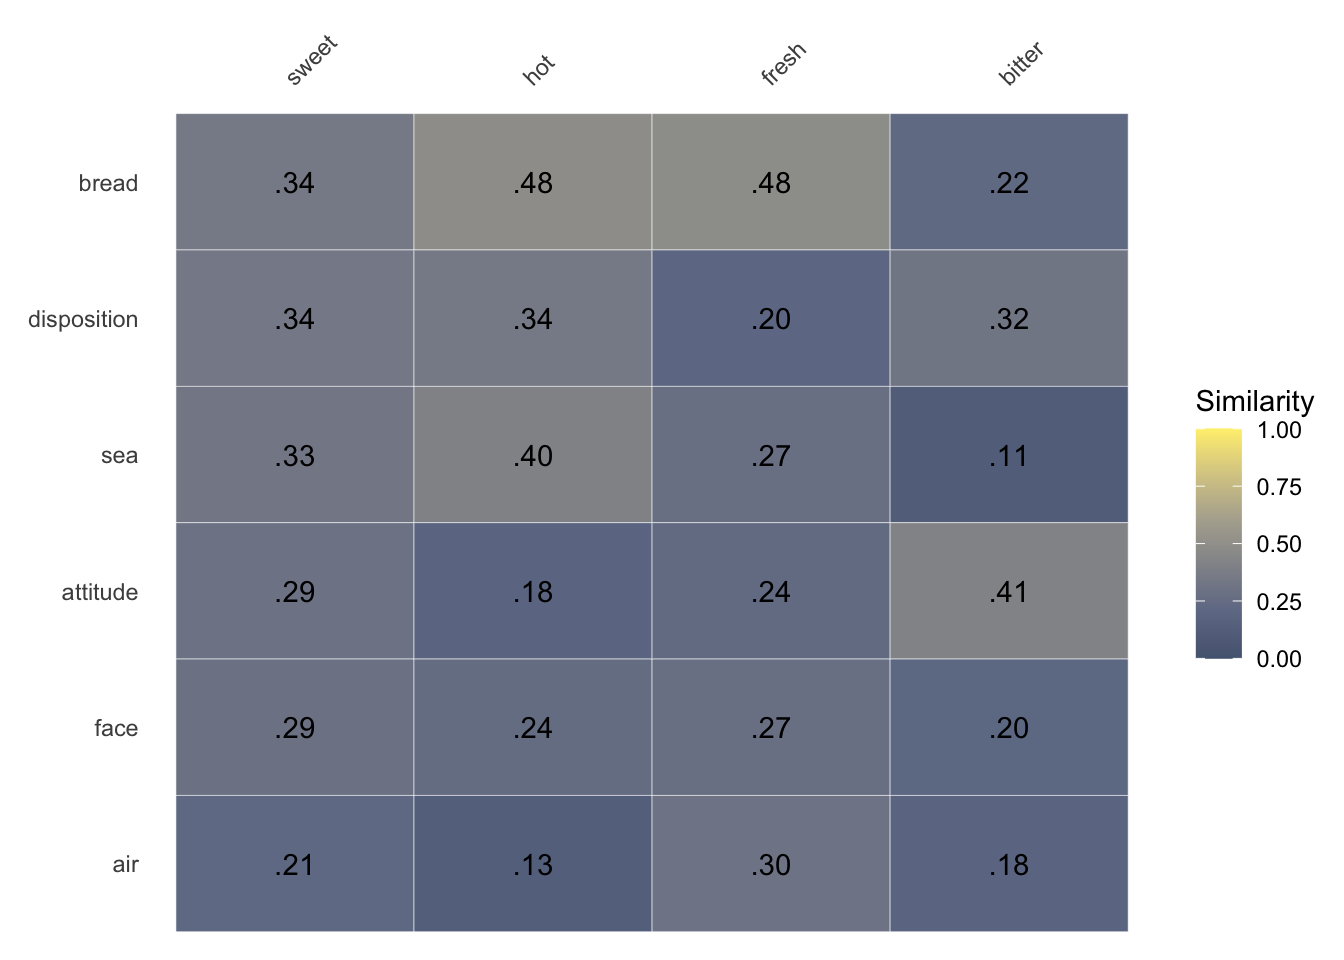 sweet hot fresh bitter
bread .34 .48 .48 .22
disposition .34 .34 .20 .32
sea .33 .40 .27 .11
attitude .29 .18 .24 .41
face .29 .24 .27 .20
air .21 .13 .30 .18
Similarity
1.00
0.75
0.50
0.25
0.00